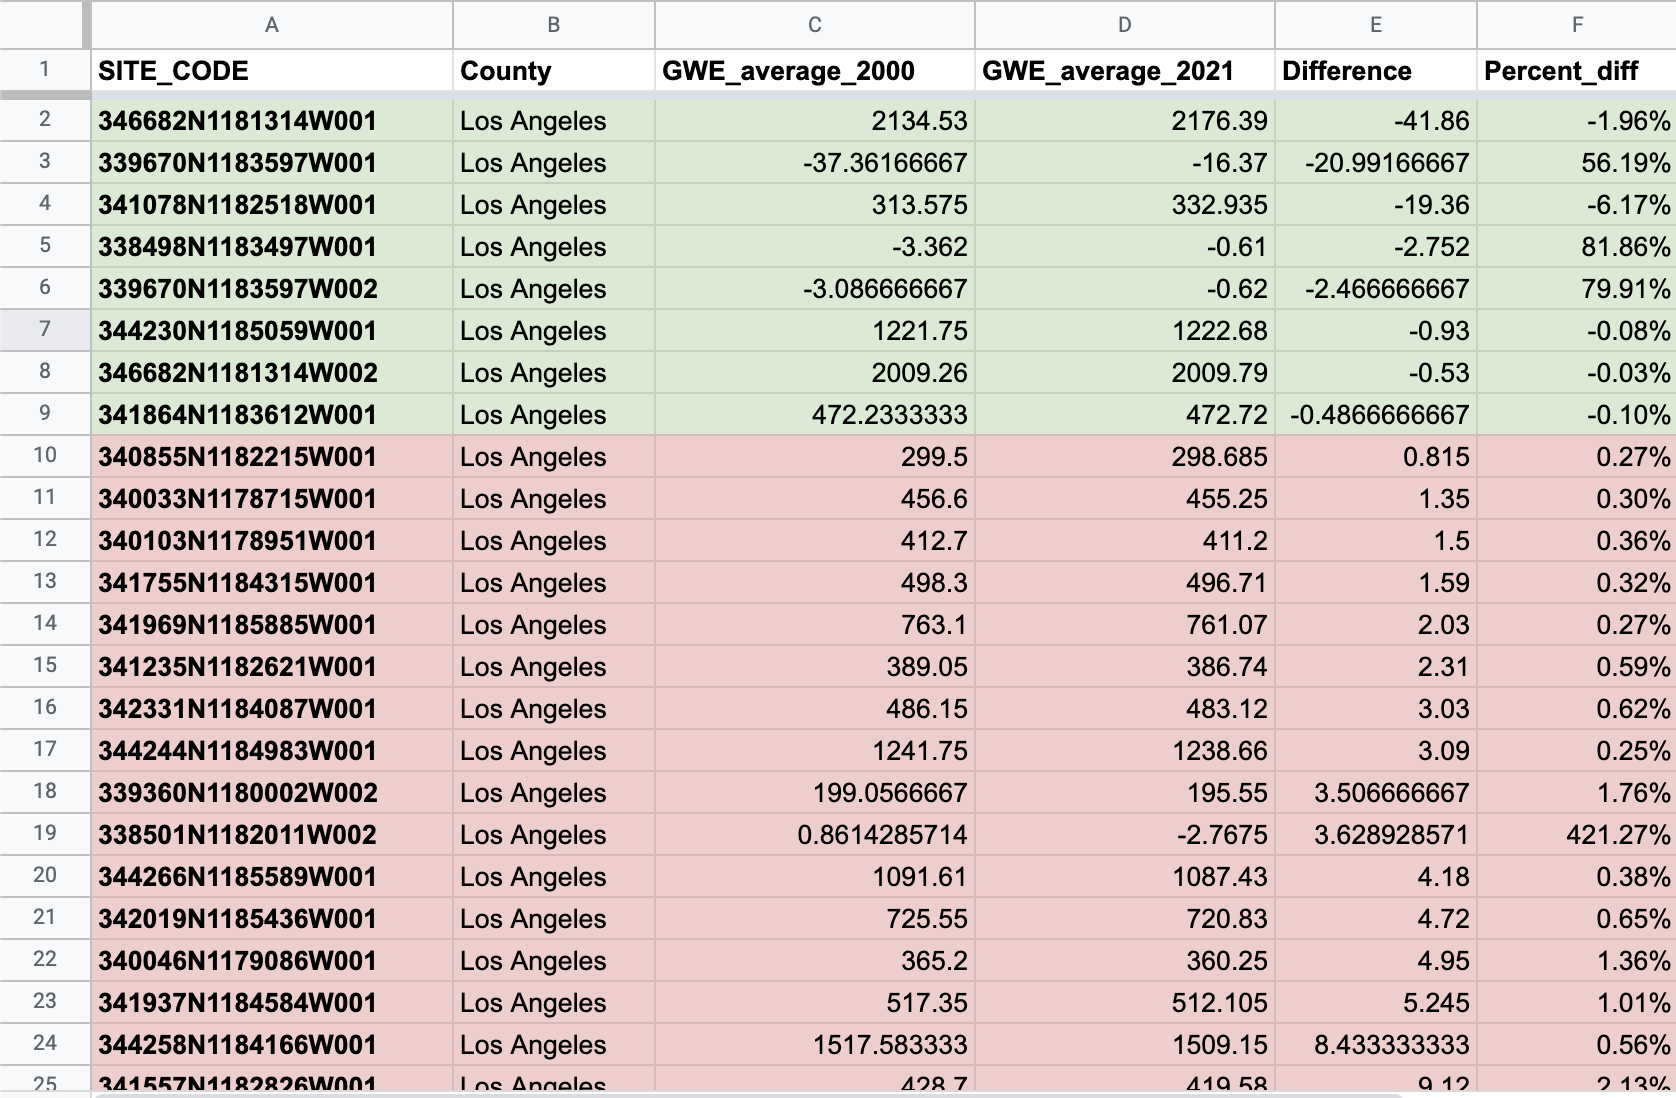 A B C D E F
1 SITE_CODE County GWE_average_2000 GWE_average_2021 Difference Percent_diff
2 346682N1181314W001 Los Angeles 2134.53 2176.39 -41.86 -1.96%
3 339670N1183597W001 Los Angeles -37.36166667 -16.37 -20.99166667 56.19%
4 341078N1182518W001 Los Angeles 313.575 332.935 -19.36 -6.17%
5 338498N1183497W001 Los Angeles -3.362 -0.61 -2.752 81.86%
6 339670N1183597W002 Los Angeles -3.086666667 -0.62 -2.466666667 79.91%
7 344230N1185059W001 Los Angeles 1221.75 1222.68 -0.93 -0.08%
8 346682N1181314W002 Los Angeles 2009.26 2009.79 -0.53 -0.03%
9 341864N1183612W001 Los Angeles 472.2333333 472.72 -0.4866666667 -0.10%
10 340855N1182215W001 Los Angeles 299.5 298.685 0.815 0.27%
11 340033N1178715W001 Los Angeles 456.6 455.25 1.35 0.30%
12 340103N1178951W001 Los Angeles 412.7 411.2 1.5 0.36%
13 341755N1184315W001 Los Angeles 498.3 496.71 1.59 0.32%
14 341969N1185885W001 Los Angeles 763.1 761.07 2.03 0.27%
15 341235N1182621W001 Los Angeles 389.05 386.74 2.31 0.59%
16 342331N1184087W001 Los Angeles 486.15 483.12 3.03 0.62%
17 344244N1184983W001 Los Angeles 1241.75 1238.66 3.09 0.25%
18 339360N1180002W002 Los Angeles 199.0566667 195.55 3.506666667 1.76%
19 338501N1182011W002 Los Angeles 0.8614285714 -2.7675 3.628928571 421.27%
20 344266N1185589W001 Los Angeles 1091.61 1087.43 4.18 0.38%
21 342019N1185436W001 Los Angeles 725.55 720.83 4.72 0.65%
22 340046N1179086W001 Los Angeles 365.2 360.25 4.95 1.36%
23 341937N1184584W001 Los Angeles 517.35 512.105 5.245 1.01%
24 344258N1184166W001 Los Angeles 1517.583333 1509.15 8.433333333 0.56%
25 341557N1182826W001 Los Angeles 428.7 419.58 9.12 2.13%